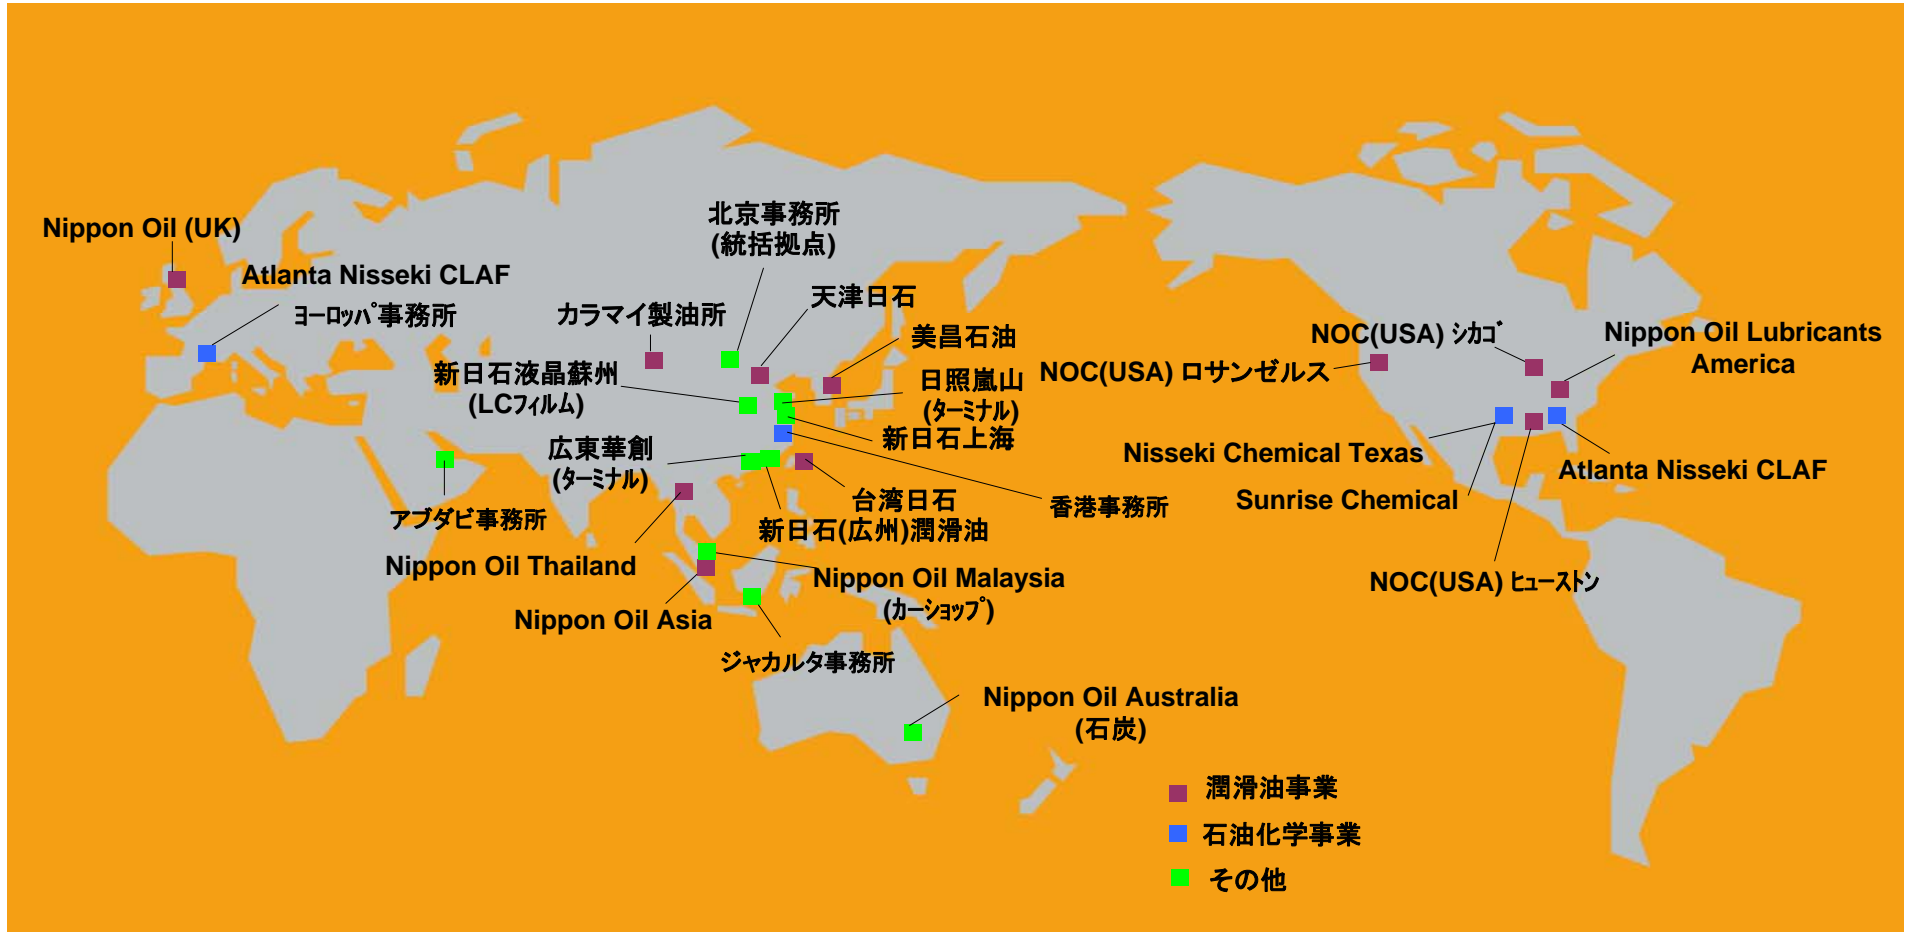 北京事務所
(統括拠点)
Nippon Oil (UK)
Atlanta Nisseki CLAF
ﾖｰﾛｯﾊﾟ事務所
カラマイ製油所
天津日石
美昌石油
新日石液晶蘇州
(LCﾌｨﾙﾑ)
日照嵐山
(ﾀｰﾐﾅﾙ)
新日石上海
広東華創
(ﾀｰﾐﾅﾙ)
台湾日石
新日石(広州)潤滑油
香港事務所
アブダビ事務所
Nippon Oil Thailand
Nippon Oil Malaysia
(ｶｰｼｮｯﾌﾟ)
Nippon Oil Asia
ジャカルタ事務所
Nippon Oil Australia
(石炭)
NOC(USA) ｼｶｺﾞ
Nippon Oil Lubricants
America
NOC(USA) ロサンゼルス
Nisseki Chemical Texas
Sunrise Chemical
Atlanta Nisseki CLAF
NOC(USA) ﾋｭｰｽﾄﾝ
潤滑油事業
石油化学事業
その他